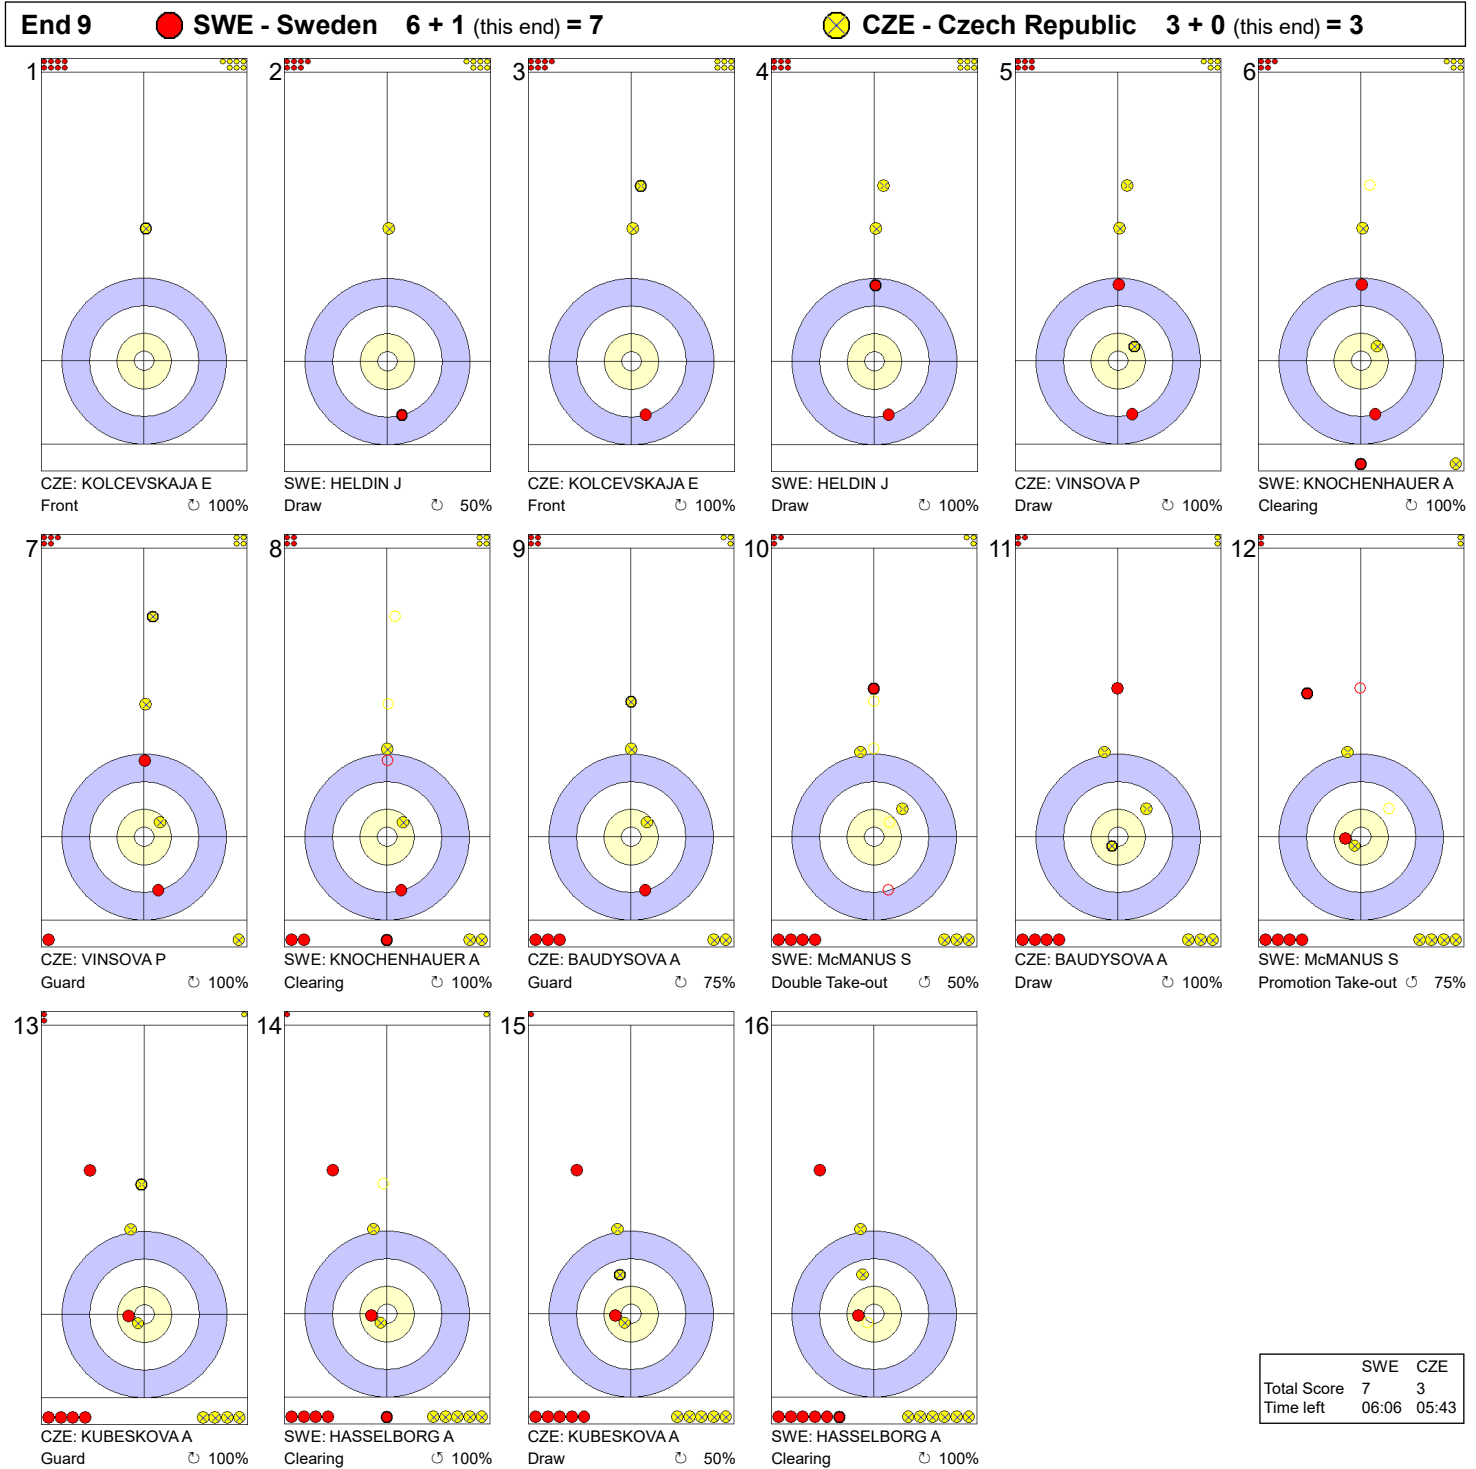 End 9 SWE - Sweden 6 + 1 (this end) = 7 CZE - Czech Republic 3 + 0 (this end) = 3
1 2 3 4 5 6
CZE: KOLCEVSKAJA E SWE: HELDIN J CZE: KOLCEVSKAJA E SWE: HELDIN J CZE: VINSOVA P SWE: KNOCHENHAUER A
Front ↻ 100% Draw ↻ 50% Front ↻ 100% Draw ↻ 100% Draw ↻ 100% Clearing ↻ 100%
7 8 9 10 11 12
CZE: VINSOVA P SWE: KNOCHENHAUER A CZE: BAUDYSOVA A SWE: McMANUS S CZE: BAUDYSOVA A SWE: McMANUS S
Guard ↻ 100% Clearing ↻ 100% Guard ↻ 75% Double Take-out ↺ 50% Draw ↻ 100% Promotion Take-out ↺ 75%
13 14 15 16
SWE CZE
Total Score 7 3
Time left 06:06 05:43
CZE: KUBESKOVA A SWE: HASSELBORG A CZE: KUBESKOVA A SWE: HASSELBORG A
Guard ↻ 100% Clearing ↻ 100% Draw ↻ 50% Clearing ↻ 100%